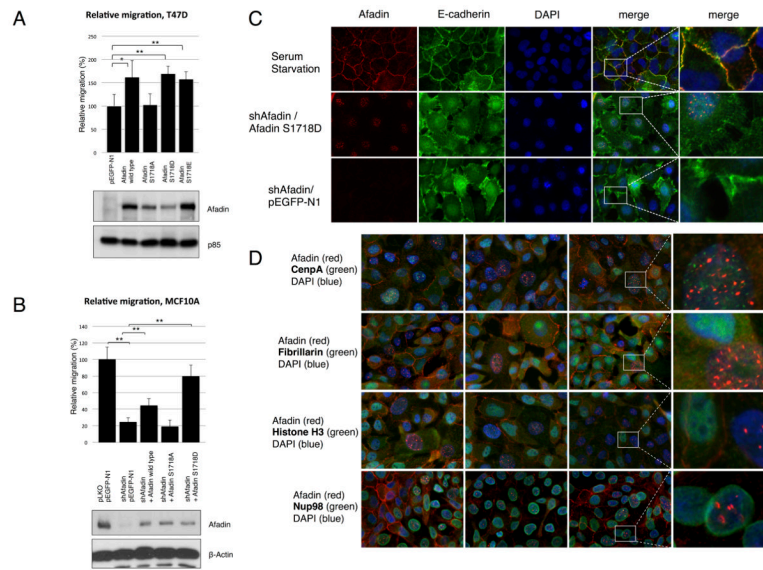 A
Relative migration, T47D
Relative migration (%)
250
200
150
100
50
0
*
**
**
pEGFP-N1
Afadin
wild type
Afadin
S1718A
Afadin
S1718D
Afadin
S1718E
Afadin
p85
B
Relative migration, MCF10A
Relative migration (%)
140
120
100
80
60
40
20
0
**
**
**
pLKO
pEGFP-N1
shAfadin
pEGFP-N1
shAfadin
+ Afadin wild type
shAfadin
+ Afadin S1718A
shAfadin
+ Afadin S1718D
Afadin
β-Actin
C
Afadin E-cadherin DAPI merge merge
Serum
Starvation
shAfadin /
Afadin S1718D
shAfadin/
pEGFP-N1
D
Afadin (red)
CenpA (green)
DAPI (blue)
Afadin (red)
Fibrillarin (green)
DAPI (blue)
Afadin (red)
Histone H3 (green)
DAPI (blue)
Afadin (red)
Nup98 (green)
DAPI (blue)